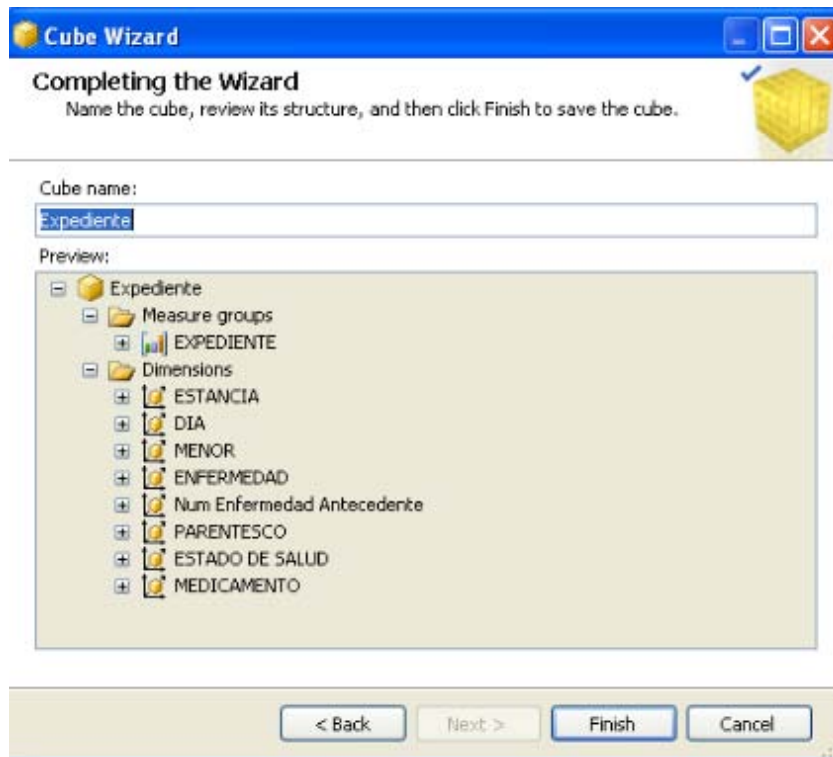 Cube Wizard
Completing the Wizard
Name the cube, review its structure, and then click Finish to save the cube.
Cube name:
Expediente
Preview:
Expediente
Measure groups
EXPEDIENTE
Dimensions
ESTANCIA
DIA
MENOR
ENFERMEDAD
Num Enfermedad Antecedente
PARENTESCO
ESTADO DE SALUD
MEDICAMENTO
< Back Next > Finish Cancel